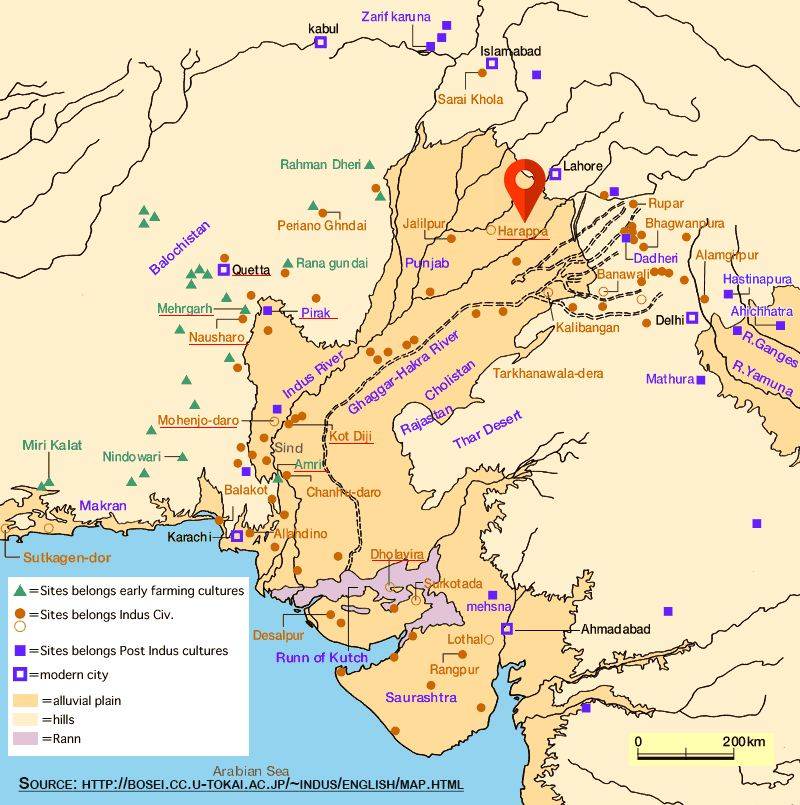 Zarif karuna
kabul
Islamabad
Sarai Khola
Rahman Dheri
Lahore
Periano Ghndai
Jalilpur
Harappa
Rupar
Bhagwanpura
Balochistan
Quetta
Rana gundai
Punjab
Dadheri
Alamgirpur
Banawali
Hastinapura
Mehrgarh
Pirak
Nausharo
Kalibangan
Delhi
Ahichhatra
R.Ganges
R.Yamuna
Indus River
Ghaggar-Hakra River
Cholistan
Tarkhanawala-dera
Mathura
Rajastan
Thar Desert
Mohenjo-daro
Kot Diji
Miri Kalat
Nindowari
Sind
Amri
Makran
Balakot
Chanhu-daro
Karachi
Allandino
Sutkagen-dor
Dholavira
Surkotada
mehsna
Desalpur
Ahmadabad
Runn of Kutch
Lothal
Rangpur
Saurashtra
=Sites belongs early farming cultures
=Sites belongs Indus Civ.
=Sites belongs Post Indus cultures
=modern city
=alluvial plain
=hills
=Rann
0 200km
Arabian Sea
Source: http://bosei.cc.u-tokai.ac.jp/~indus/english/map.html